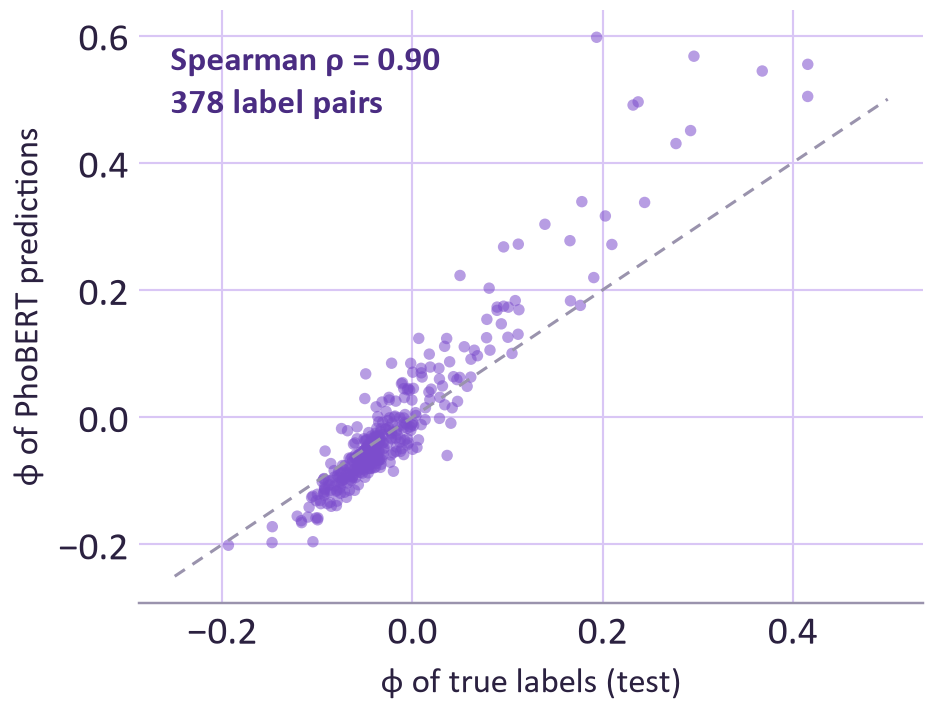 Spearman ρ = 0.90
378 label pairs
0.6
0.4
0.2
0.0
−0.2
ϕ of PhoBERT predictions
−0.2 0.0 0.2 0.4
ϕ of true labels (test)